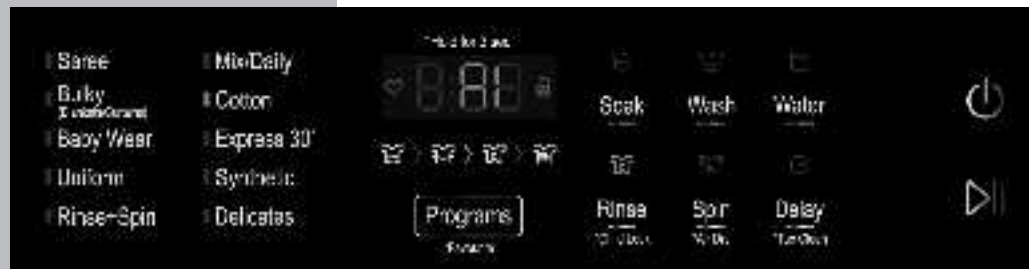 Saree
Mix/Daily
Bulky
Cotton
Baby Wear
Express 30'
Uniform
Synthetic
Rinse+Spin
Delicates
AI
Programs
Soak
Wash
Water
Rinse
Spin
Delay